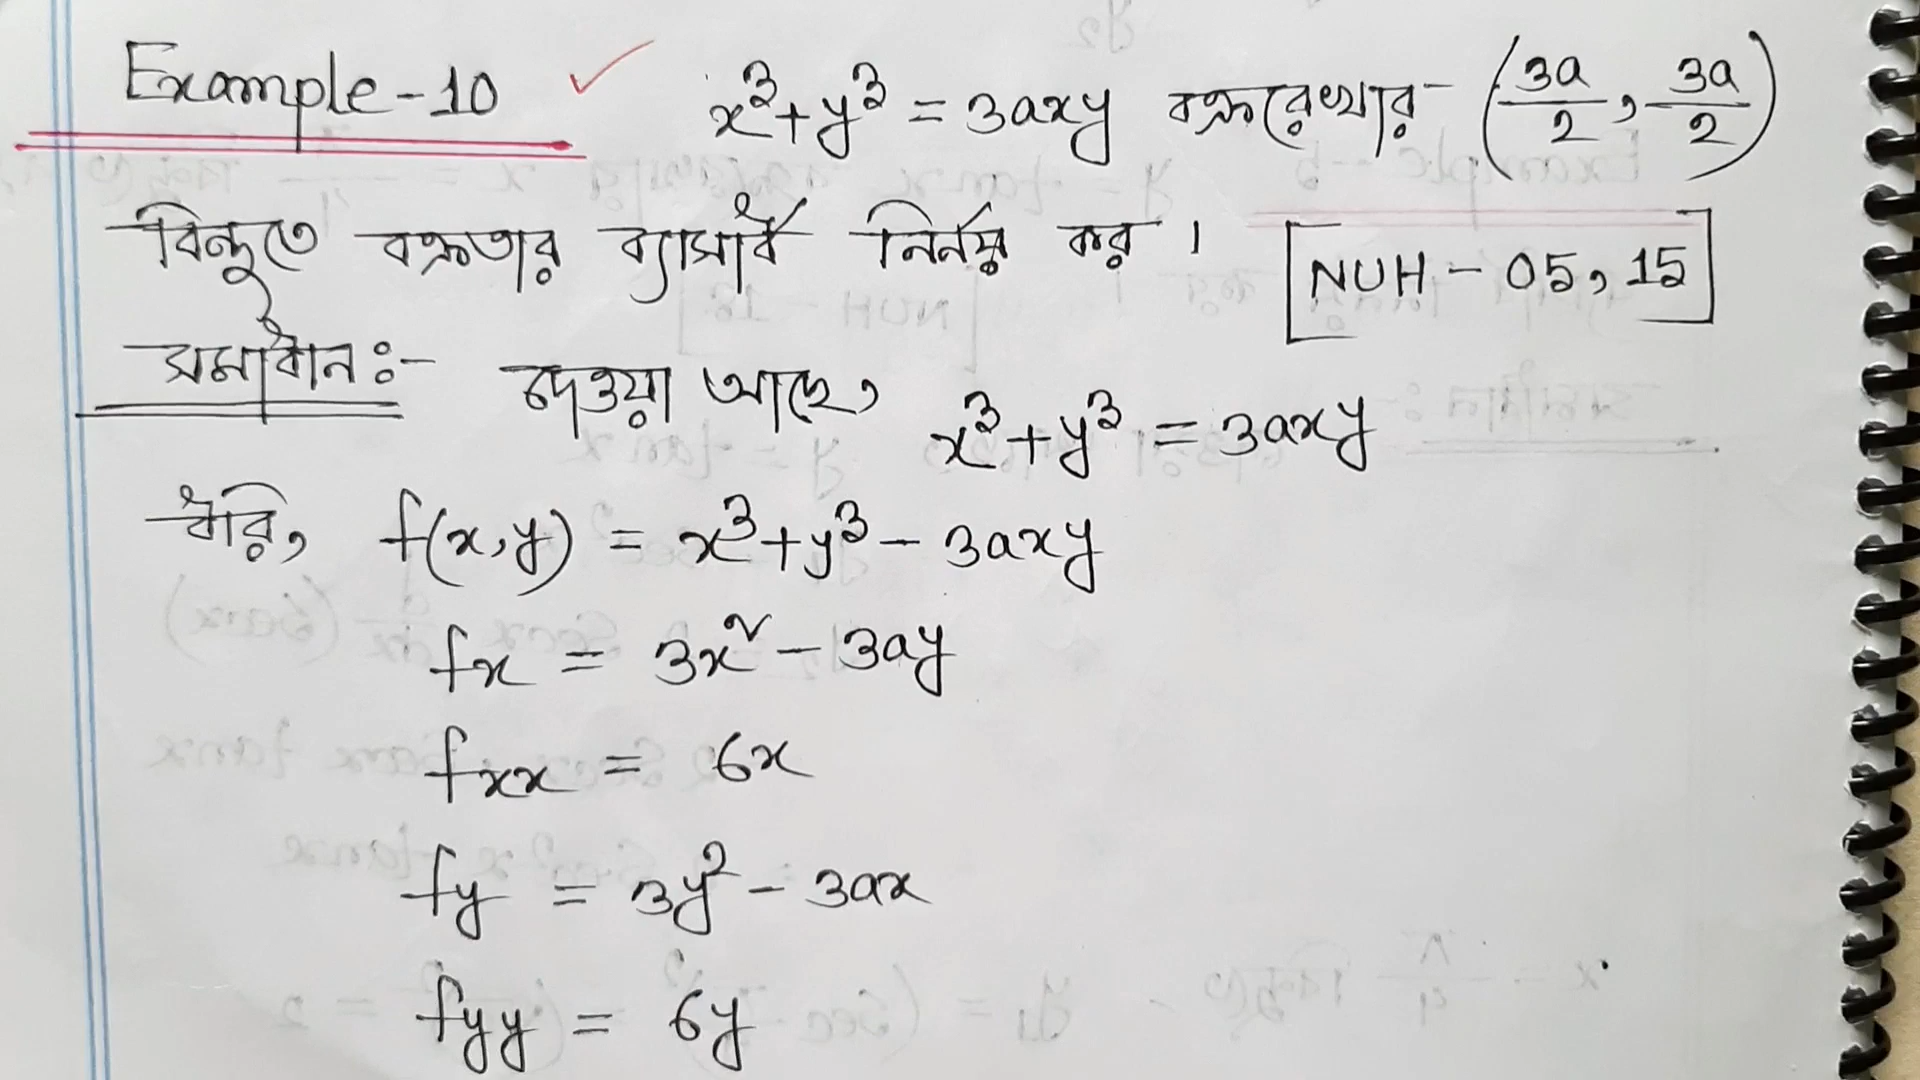 Example-10 x³+y³ = 3axy বক্ররেখার (3a/2, 3a/2)
বিন্দুতে বক্রতার ব্যাসার্ধ নির্নয় কর। [NUH - 05, 15]
সমাধান:- দেওয়া আছে, x³+y³ = 3axy
ধরি, f(x,y) = x³+y³ - 3axy
fx = 3x² - 3ay
fxx = 6x
fy = 3y² - 3ax
fyy = 6y